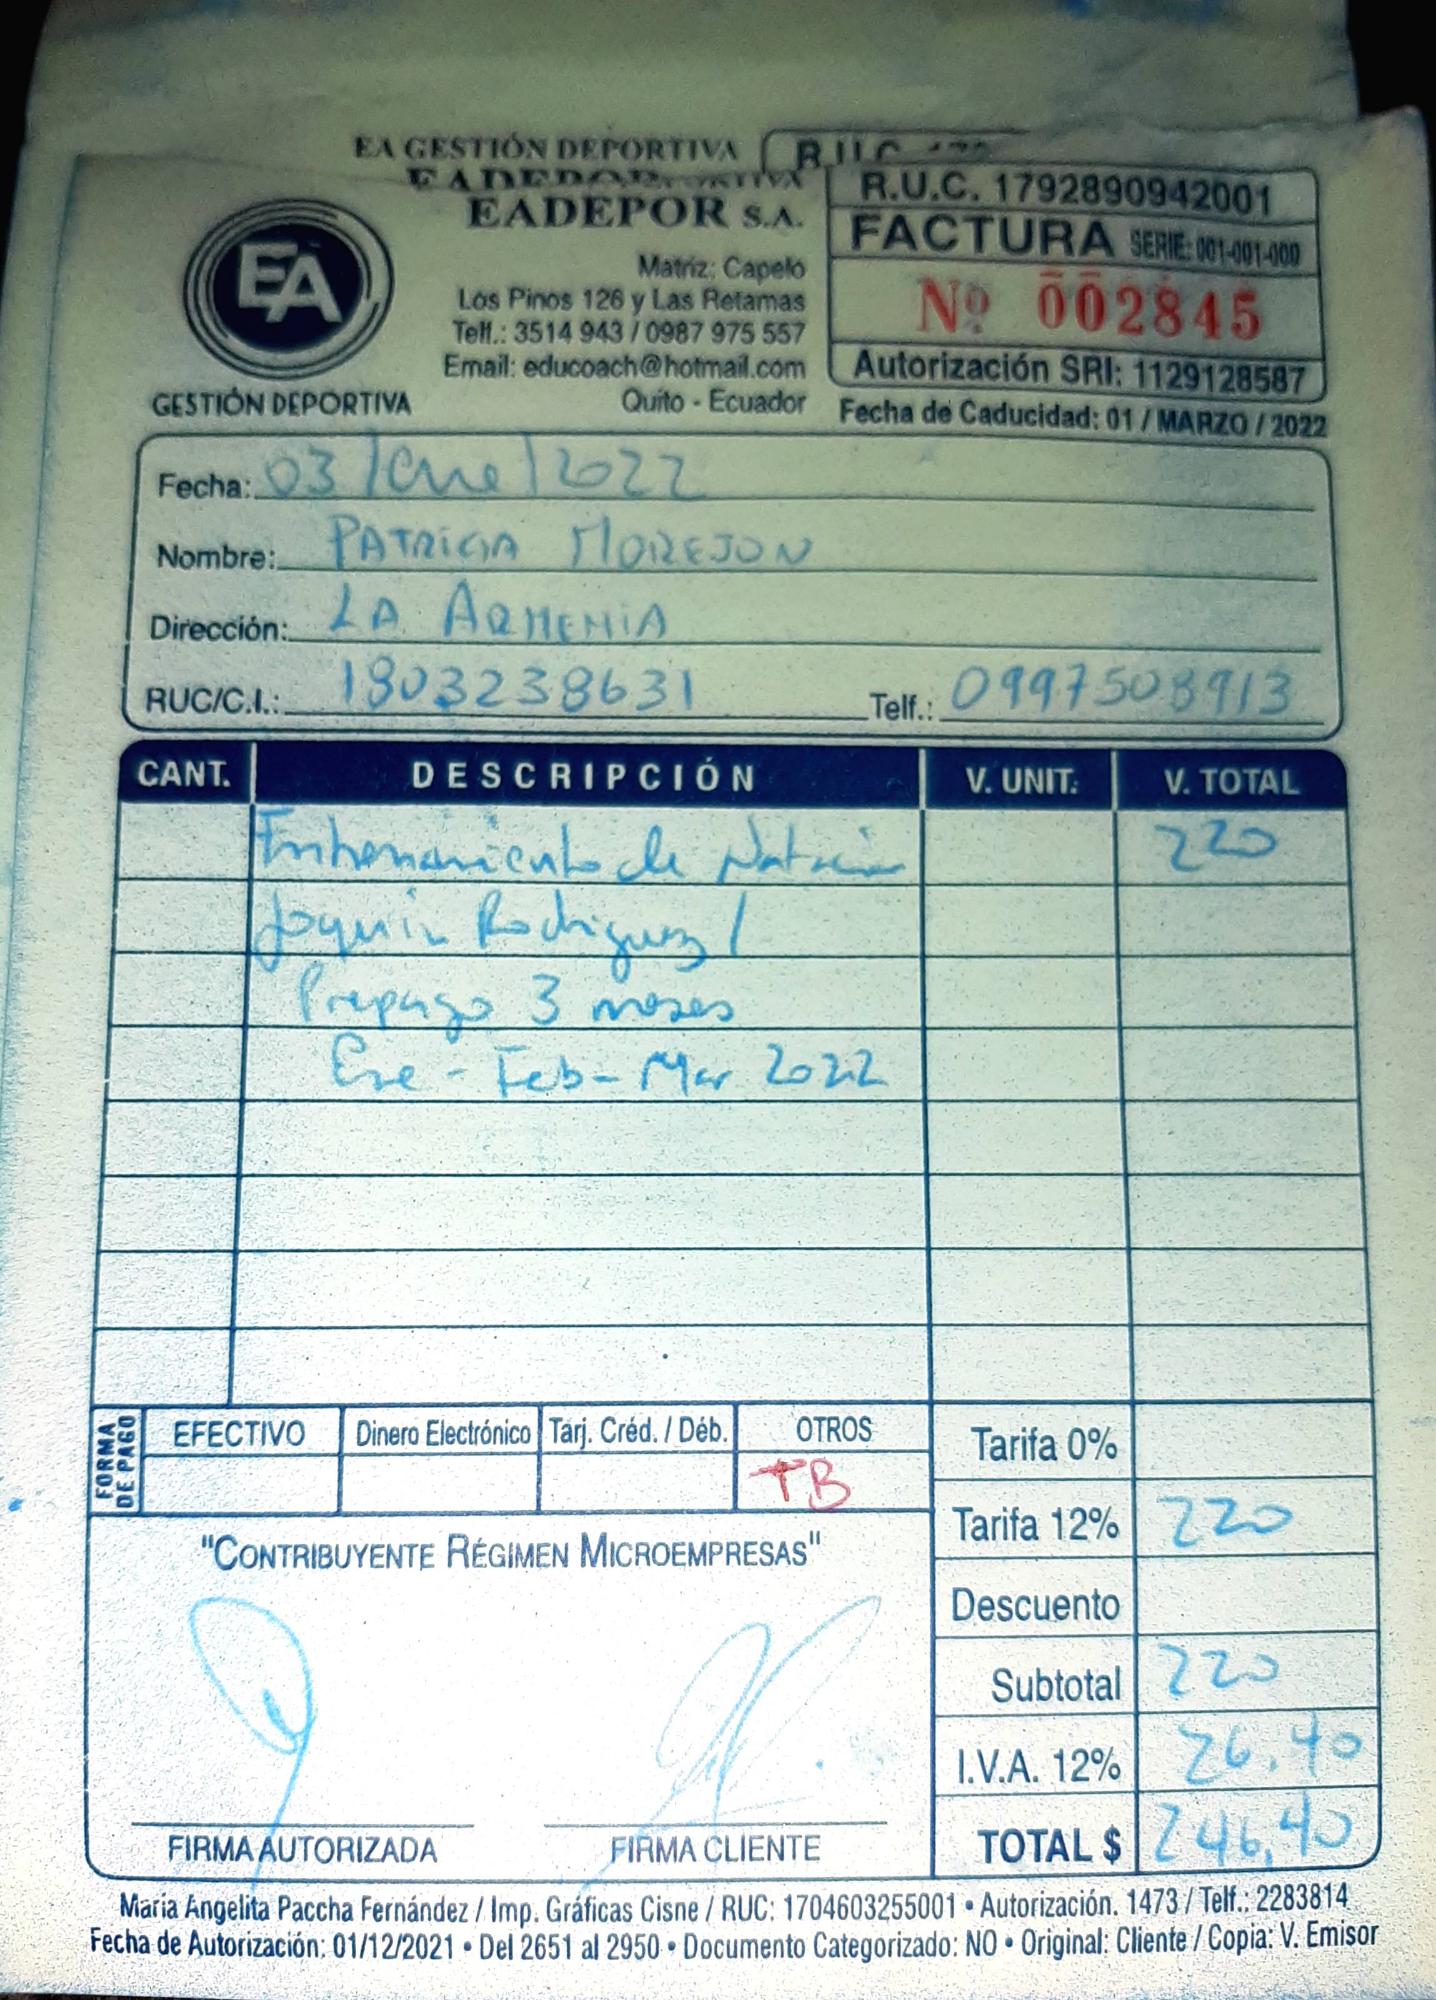 EA GESTIÓN DEPORTIVA
R.U.C.
EADEPOR S.A.
EA
GESTIÓN DEPORTIVA
Matriz: Capelo
Los Pinos 126 y Las Retamas
Telf.: 3514 943 / 0987 975 557
Email: educoach@hotmail.com
Quito - Ecuador
R.U.C. 1792890942001
FACTURA SERIE: 001-001-000
Nº 002845
Autorización SRI: 1129128587
Fecha de Caducidad: 01 / MARZO / 2022
Fecha: 03/Ene/2022
Nombre: PATRICIA MOREJON
Dirección: LA ARMENIA
RUC/C.I.: 1803238631 Telf.: 0997508913
CANT. DESCRIPCIÓN V. UNIT. V. TOTAL
Entrenamiento de Natación 220
Joaquin Rodriguez /
Prepago 3 meses
Ene - Feb - Mar 2022
FORMA DE PAGO EFECTIVO Dinero Electrónico Tarj. Créd. / Déb. OTROS
TB
Tarifa 0%
Tarifa 12% 220
Descuento
Subtotal 220
I.V.A. 12% 26,40
TOTAL $ 246,40
"CONTRIBUYENTE RÉGIMEN MICROEMPRESAS"
FIRMA AUTORIZADA FIRMA CLIENTE
María Angelita Paccha Fernández / Imp. Gráficas Cisne / RUC: 1704603255001 • Autorización. 1473 / Telf.: 2283814
Fecha de Autorización: 01/12/2021 • Del 2651 al 2950 • Documento Categorizado: NO • Original: Cliente / Copia: V. Emisor